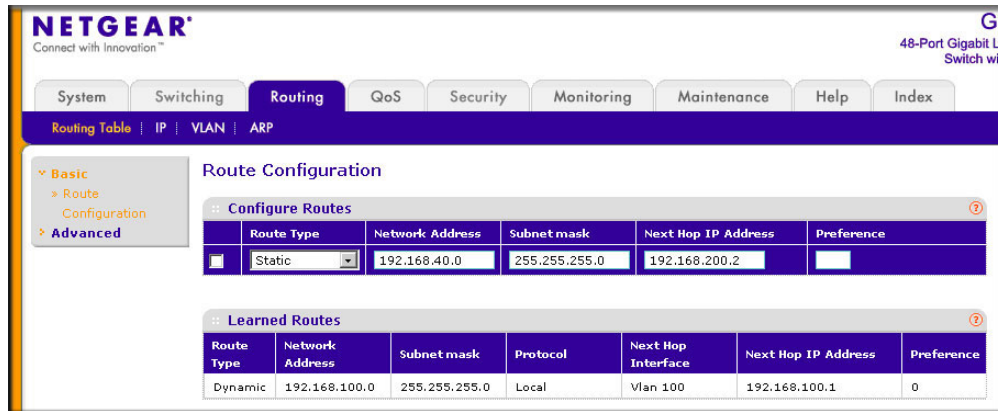 NETGEAR®
Connect with Innovation™
G
48-Port Gigabit L
Switch wi
System Switching Routing QoS Security Monitoring Maintenance Help Index
Routing Table | IP | VLAN | ARP
Basic
» Route
Configuration
Advanced
Route Configuration
Configure Routes
Route Type Network Address Subnet mask Next Hop IP Address Preference
Static 192.168.40.0 255.255.255.0 192.168.200.2
Learned Routes
Route Type Network Address Subnet mask Protocol Next Hop Interface Next Hop IP Address Preference
Dynamic 192.168.100.0 255.255.255.0 Local Vlan 100 192.168.100.1 0